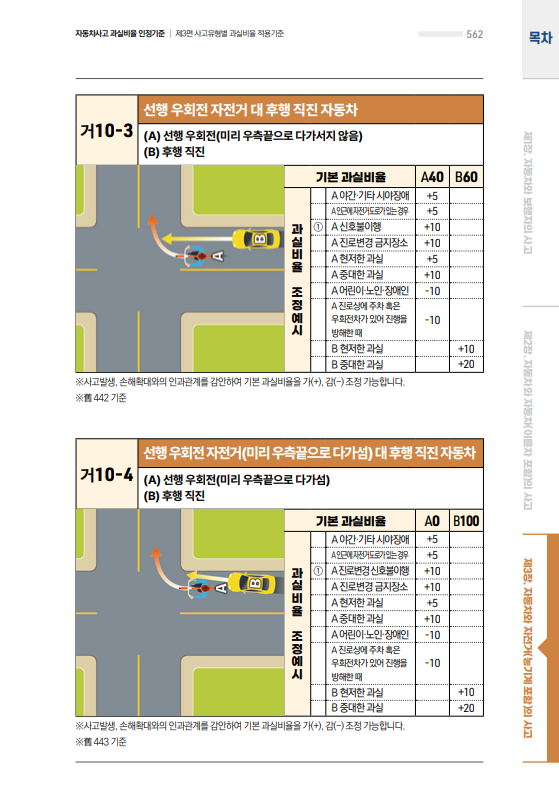 자동차사고 과실비율 인정기준 | 제3편 사고유형별 과실비율 적용기준
562
목차
거10-3
선행 우회전 자전거 대 후행 직진 자동차
(A) 선행 우회전(미리 우측끝으로 다가서지 않음)
(B) 후행 직진
B
A
과실비율 조정예시
기본 과실비율 A40 B60
A 야간·기타 시야장애 +5
A 인근에 자전거도로가 있는 경우 +5
① A 신호불이행 +10
A 진로변경 금지장소 +10
A 현저한 과실 +5
A 중대한 과실 +10
A 어린이·노인·장애인 -10
A 진로상에 주차 혹은
우회전차가 있어 진행을 -10
방해한 때
B 현저한 과실 +10
B 중대한 과실 +20
※사고발생, 손해확대와의 인과관계를 감안하여 기본 과실비율을 가(+), 감(-) 조정 가능합니다.
※舊 442 기준
거10-4
선행 우회전 자전거(미리 우측끝으로 다가섬) 대 후행 직진 자동차
(A) 선행 우회전(미리 우측끝으로 다가섬)
(B) 후행 직진
B
A
과실비율 조정예시
기본 과실비율 A0 B100
A 야간·기타 시야장애 +5
A 인근에 자전거도로가 있는 경우 +5
① A 진로변경 신호불이행 +10
A 진로변경 금지장소 +10
A 현저한 과실 +5
A 중대한 과실 +10
A 어린이·노인·장애인 -10
A 진로상에 주차 혹은
우회전차가 있어 진행을 -10
방해한 때
B 현저한 과실 +10
B 중대한 과실 +20
※사고발생, 손해확대와의 인과관계를 감안하여 기본 과실비율을 가(+), 감(-) 조정 가능합니다.
※舊 443 기준
제1장. 자동차와 보행자의 사고
제2장. 자동차와 자동차(이륜차 포함)의 사고
제3장. 자동차와 자전거(농기계 포함)의 사고